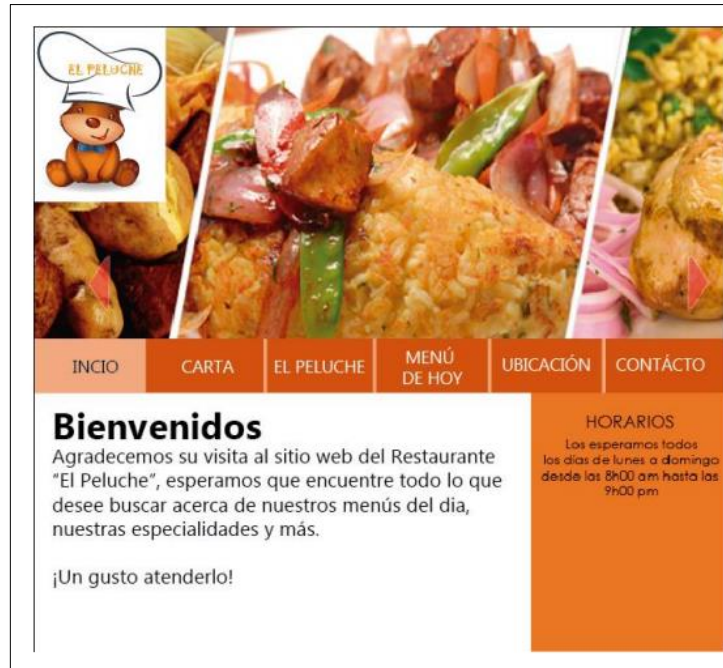 EL PELUCHE
INCIO
CARTA
EL PELUCHE
MENÚ
DE HOY
UBICACIÓN
CONTÁCTO
Bienvenidos
Agradecemos su visita al sitio web del Restaurante
"El Peluche", esperamos que encuentre todo lo que
desee buscar acerca de nuestros menús del dia,
nuestras especialidades y más.
¡Un gusto atenderlo!
HORARIOS
Los esperamos todos
los días de lunes a domingo
desde las 8h00 am hasta las
9h00 pm